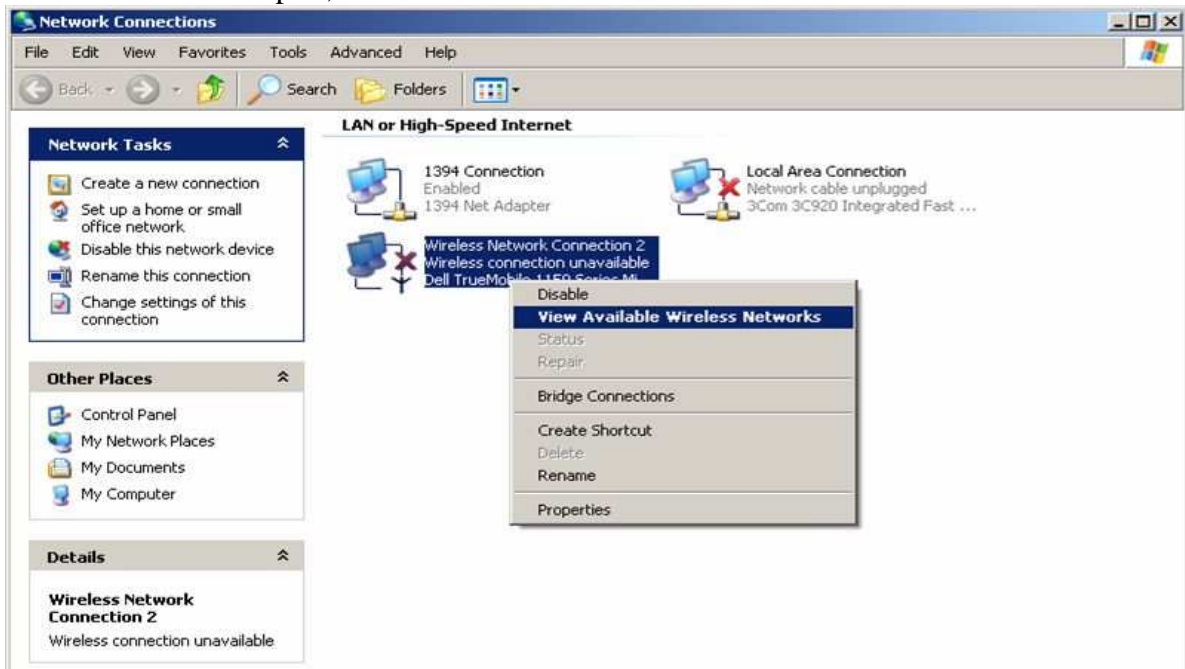 Network Connections
File Edit View Favorites Tools Advanced Help
Back Search Folders
Network Tasks
Create a new connection
Set up a home or small
office network
Disable this network device
Rename this connection
Change settings of this
connection
Other Places
Control Panel
My Network Places
My Documents
My Computer
Details
Wireless Network
Connection 2
Wireless connection unavailable
LAN or High-Speed Internet
1394 Connection
Enabled
1394 Net Adapter
Local Area Connection
Network cable unplugged
3Com 3C920 Integrated Fast ...
Wireless Network Connection 2
Wireless connection unavailable
Dell TrueMobile 1150 Series Mi...
Disable
View Available Wireless Networks
Status
Repair
Bridge Connections
Create Shortcut
Delete
Rename
Properties